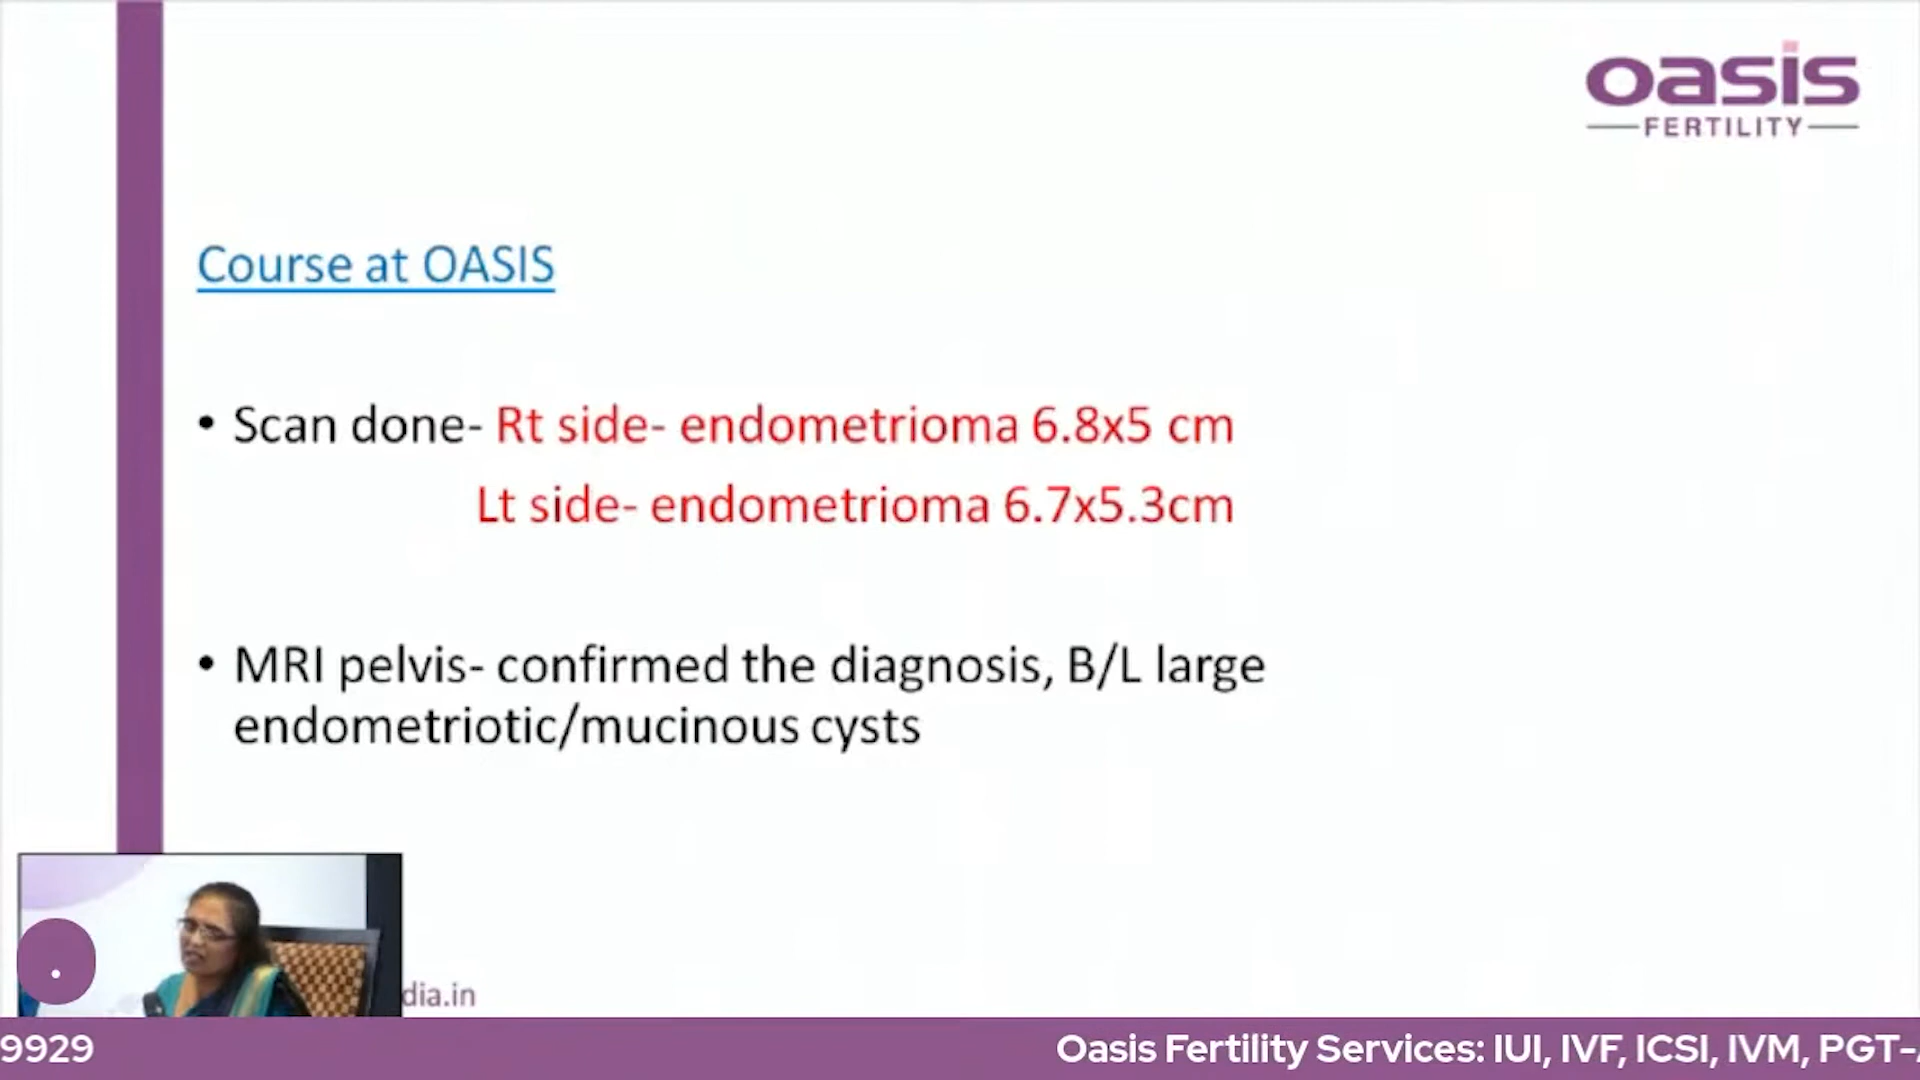 oasis
FERTILITY
Course at OASIS
• Scan done- Rt side- endometrioma 6.8x5 cm
Lt side- endometrioma 6.7x5.3cm
• MRI pelvis- confirmed the diagnosis, B/L large
endometriotic/mucinous cysts
dia.in
9929
Oasis Fertility Services: IUI, IVF, ICSI, IVM, PGT-